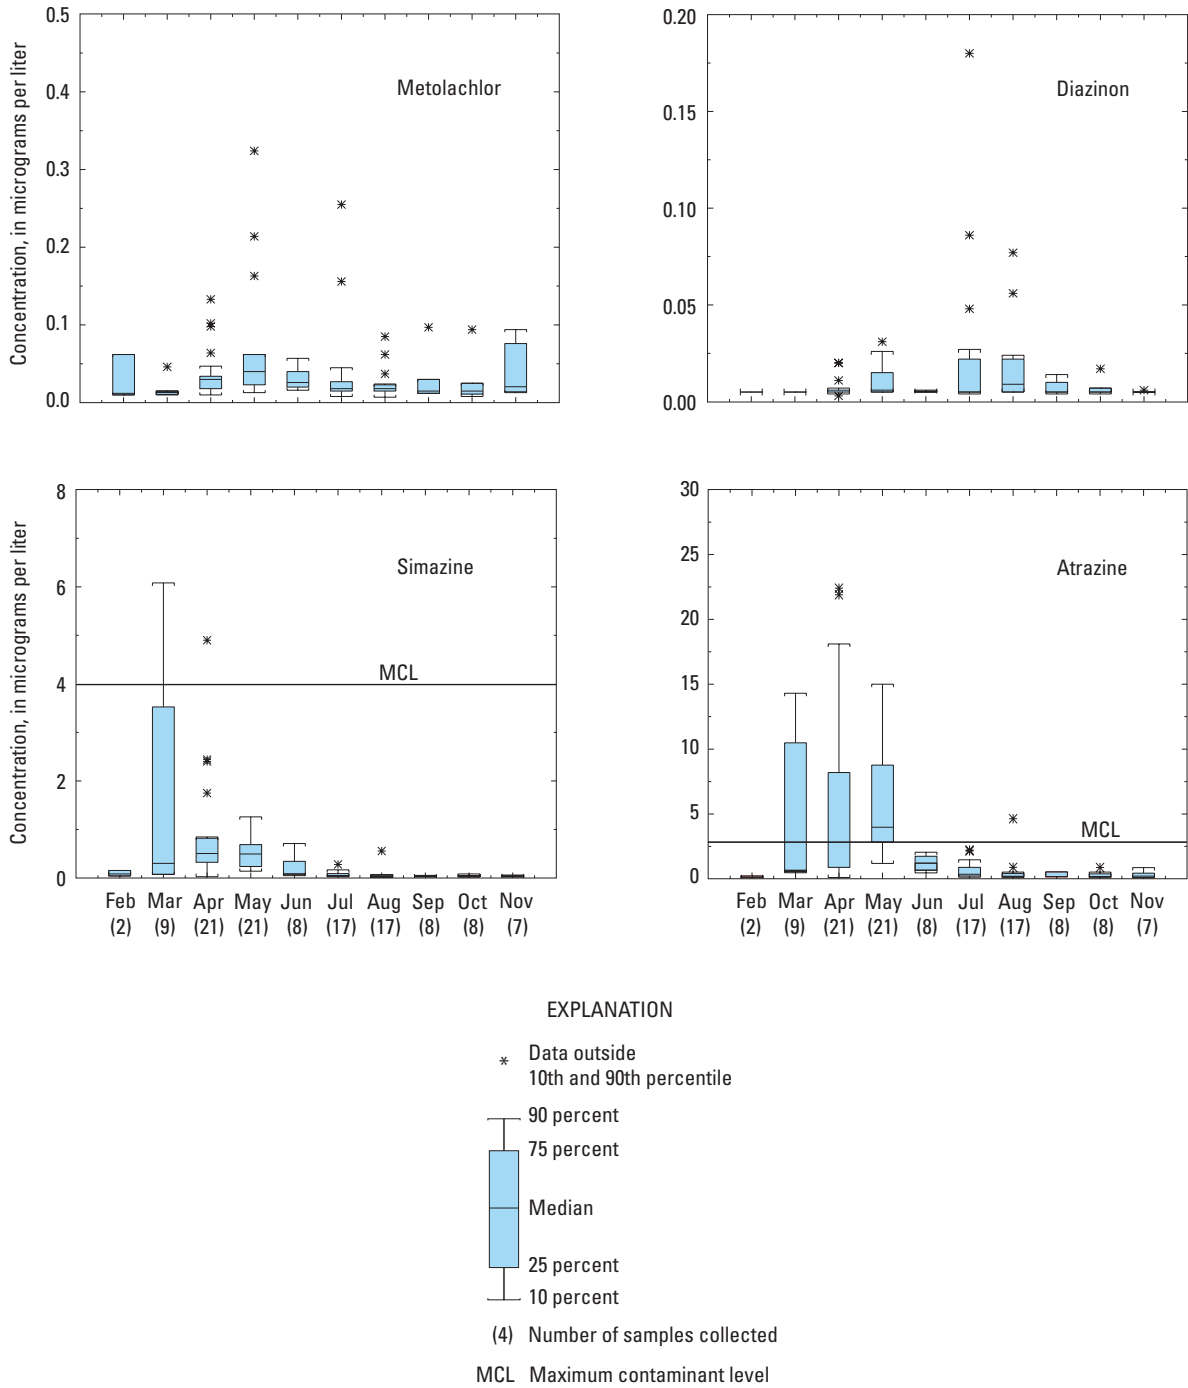 Concentration, in micrograms per liter
0.5
0.4
0.3
0.2
0.1
0.0
Metolachlor
0.20
0.15
0.10
0.05
0.00
Diazinon
Concentration, in micrograms per liter
8
6
4
2
0
Simazine
MCL
Feb Mar Apr May Jun Jul Aug Sep Oct Nov
(2) (9) (21) (21) (8) (17) (17) (8) (8) (7)
30
25
20
15
10
5
0
Atrazine
MCL
Feb Mar Apr May Jun Jul Aug Sep Oct Nov
(2) (9) (21) (21) (8) (17) (17) (8) (8) (7)
EXPLANATION
* Data outside
10th and 90th percentile
90 percent
75 percent
Median
25 percent
10 percent
(4) Number of samples collected
MCL Maximum contaminant level